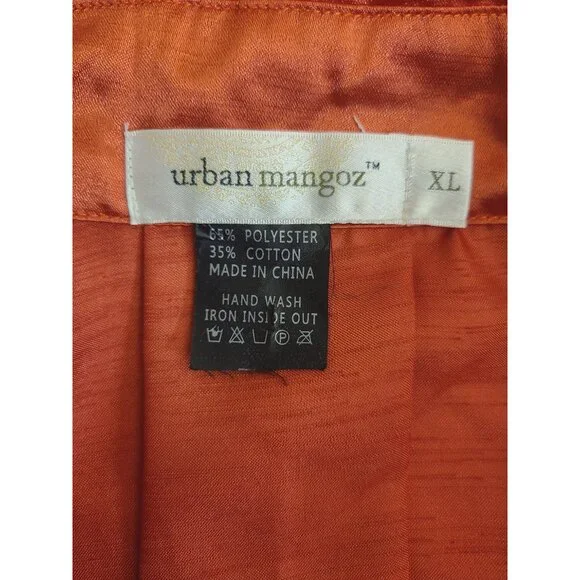 urban mangoz™ XL
65% POLYESTER
35% COTTON
MADE IN CHINA
HAND WASH
IRON INSIDE OUT